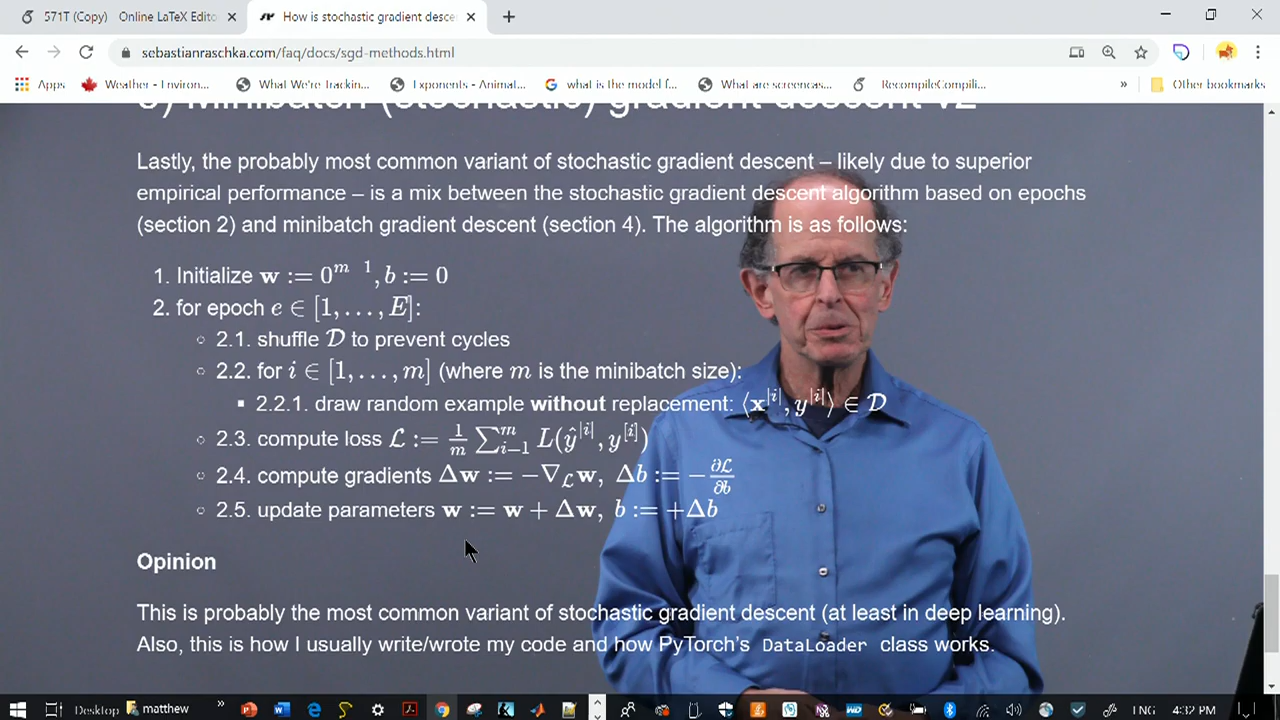 571T (Copy) Online LaTeX Edito
How is stochastic gradient desce
sebastianraschka.com/faq/docs/sgd-methods.html
Apps Weather - Environ... What We're Trackin... Exponents - Animat... what is the model f... What are screencas... RecompileCompili... » Other bookmarks
5) Minibatch (stochastic) gradient descent v2
Lastly, the probably most common variant of stochastic gradient descent – likely due to superior
empirical performance – is a mix between the stochastic gradient descent algorithm based on epochs
(section 2) and minibatch gradient descent (section 4). The algorithm is as follows:
1. Initialize w := 0^{m 1}, b := 0
2. for epoch e ∈ [1, . . . , E]:
2.1. shuffle 𝒟 to prevent cycles
2.2. for i ∈ [1, . . . , m] (where m is the minibatch size):
2.2.1. draw random example without replacement: ⟨x^{|i|}, y^{|i|}⟩ ∈ 𝒟
2.3. compute loss ℒ := 1/m ∑_{i−1}^{m} L(ŷ^{|i|}, y^{[i]})
2.4. compute gradients Δw := −∇_ℒ w, Δb := −∂ℒ/∂b
2.5. update parameters w := w + Δw, b := +Δb
Opinion
This is probably the most common variant of stochastic gradient descent (at least in deep learning).
Also, this is how I usually write/wrote my code and how PyTorch's DataLoader class works.
Desktop » matthew ENG 4:32 PM